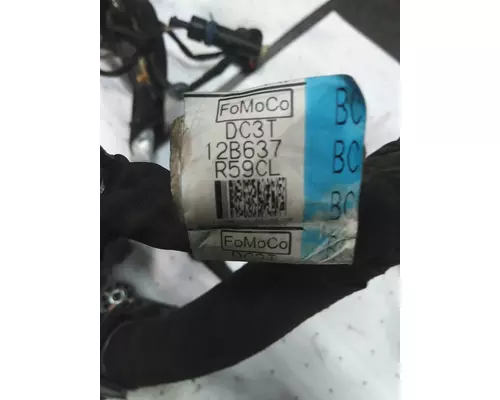 FoMoCo
DC3T
12B637
R59CL
BC
BC
BC
FoMoCo